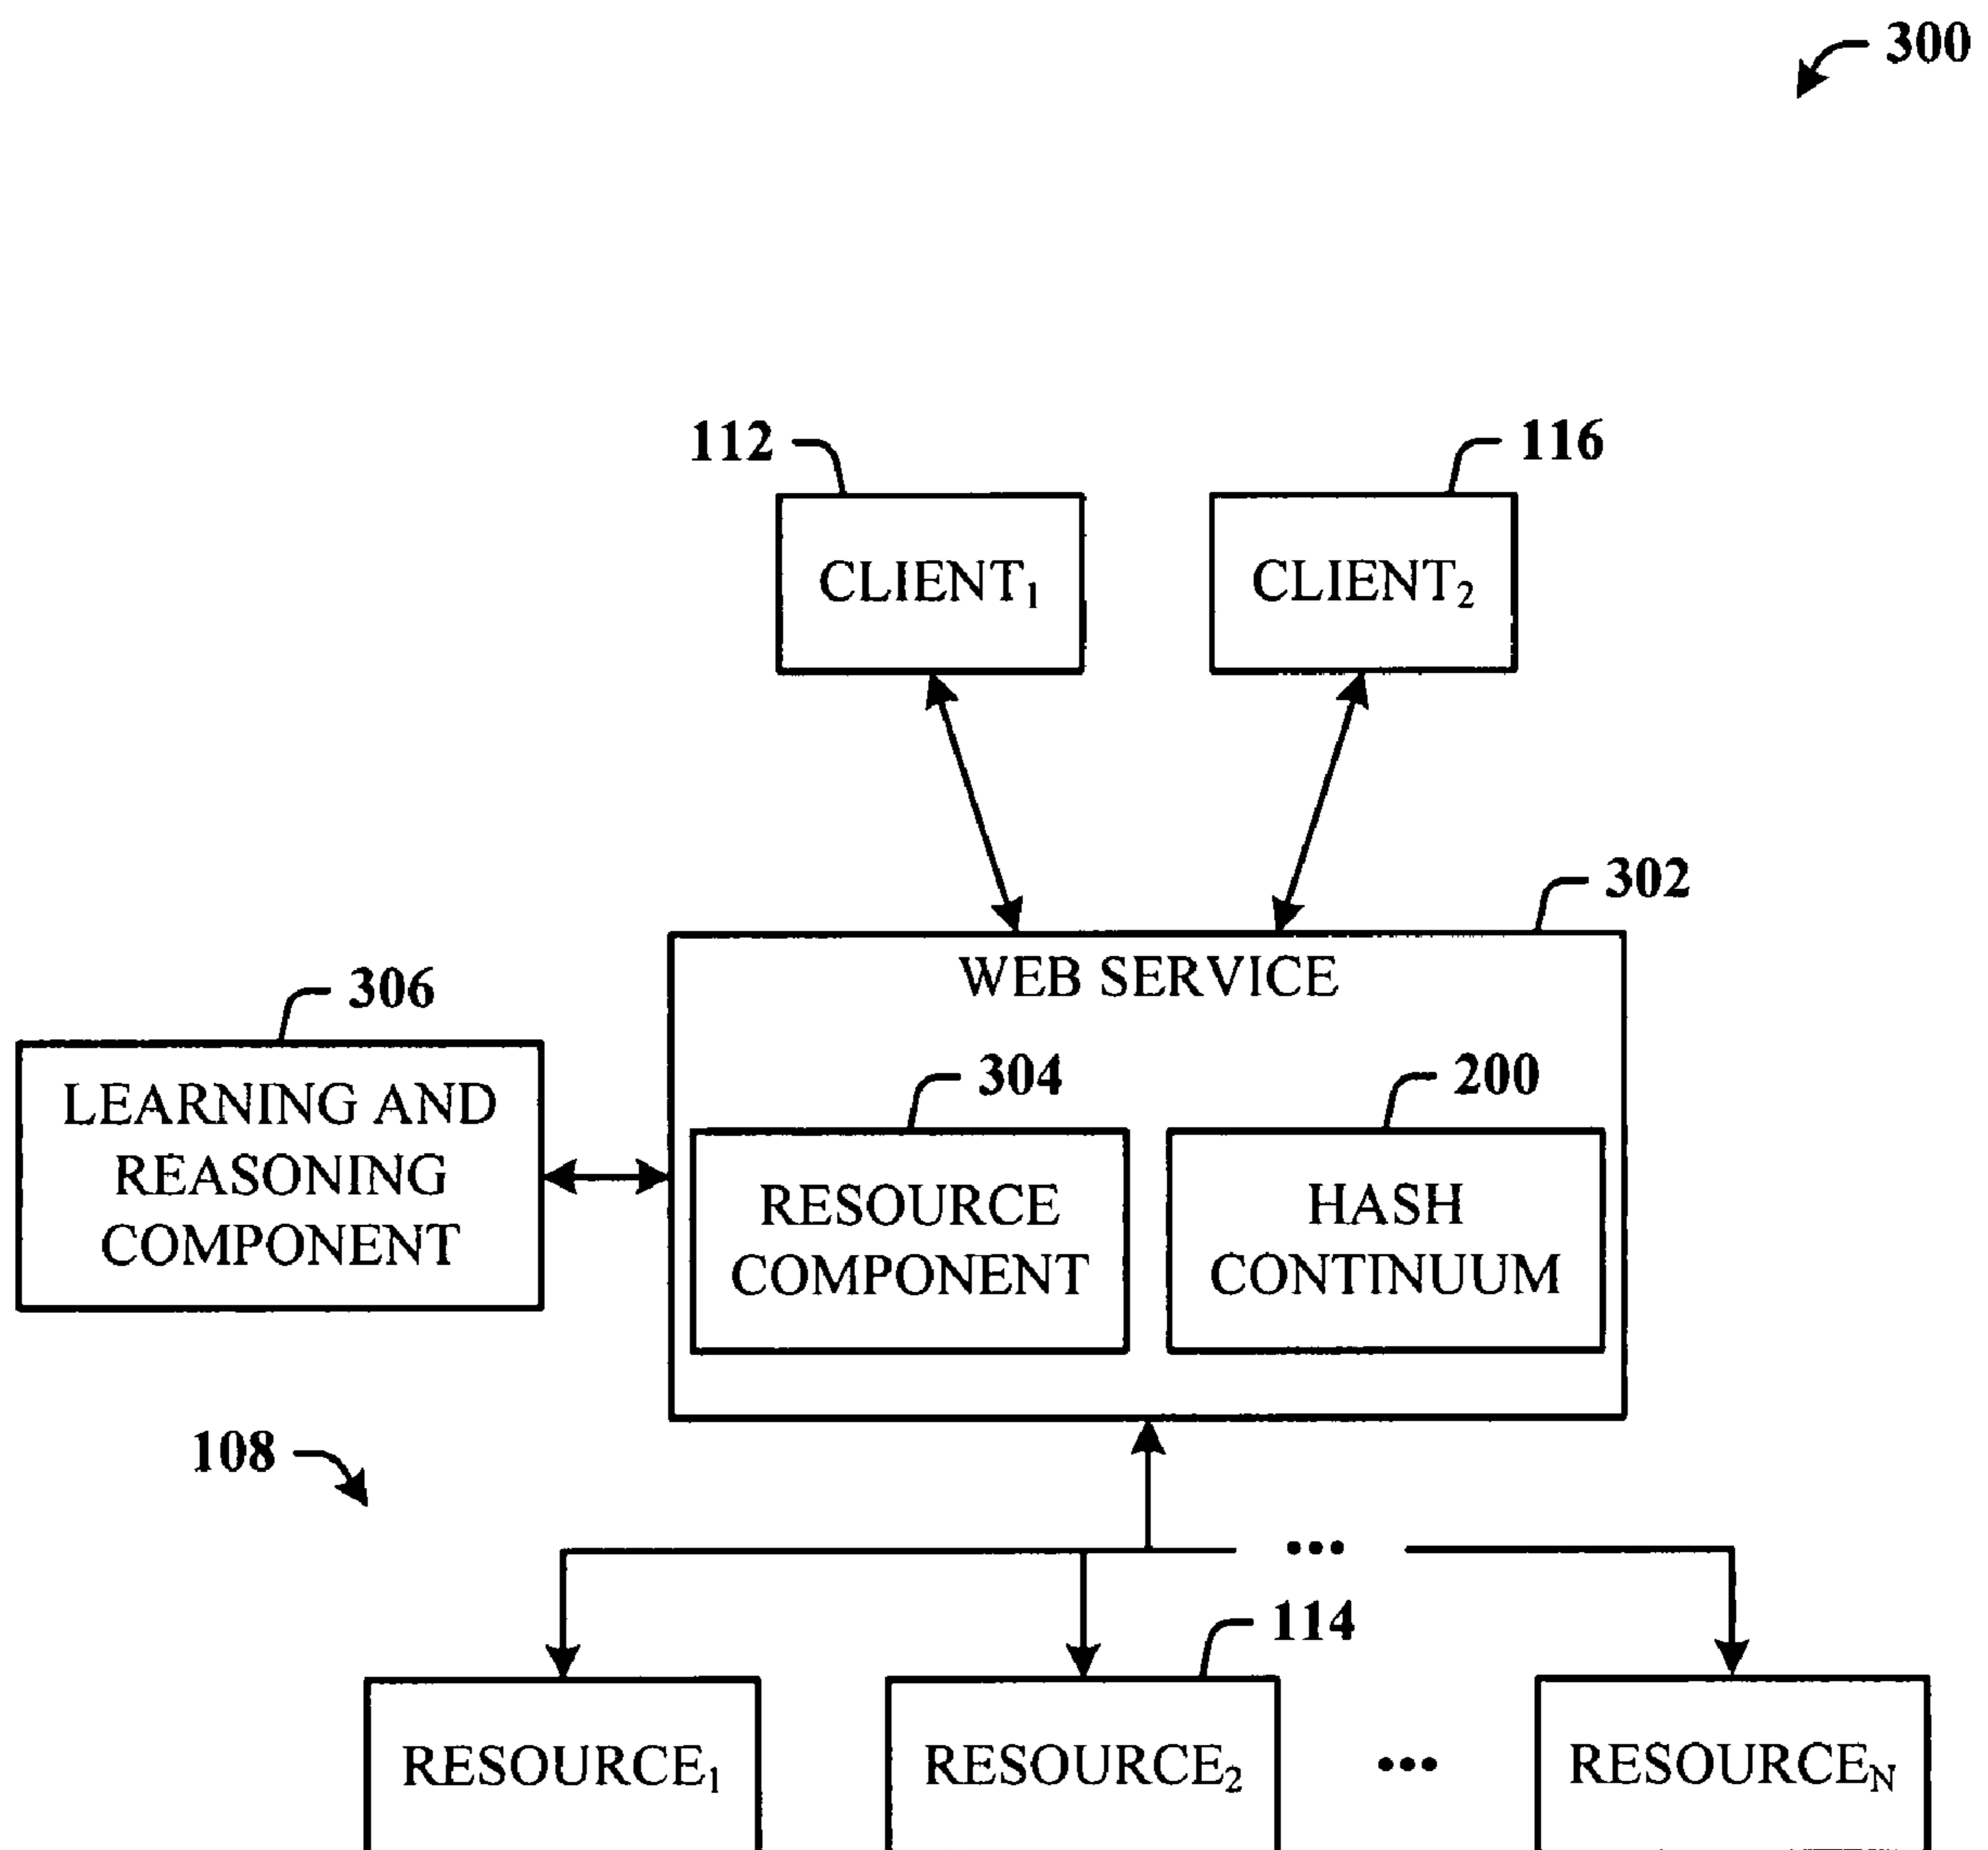 300
112
116
CLIENT₁
CLIENT₂
302
WEB SERVICE
306
304
200
LEARNING AND
REASONING
COMPONENT
RESOURCE
COMPONENT
HASH
CONTINUUM
108
•••
114
RESOURCE₁
RESOURCE₂
•••
RESOURCE_N